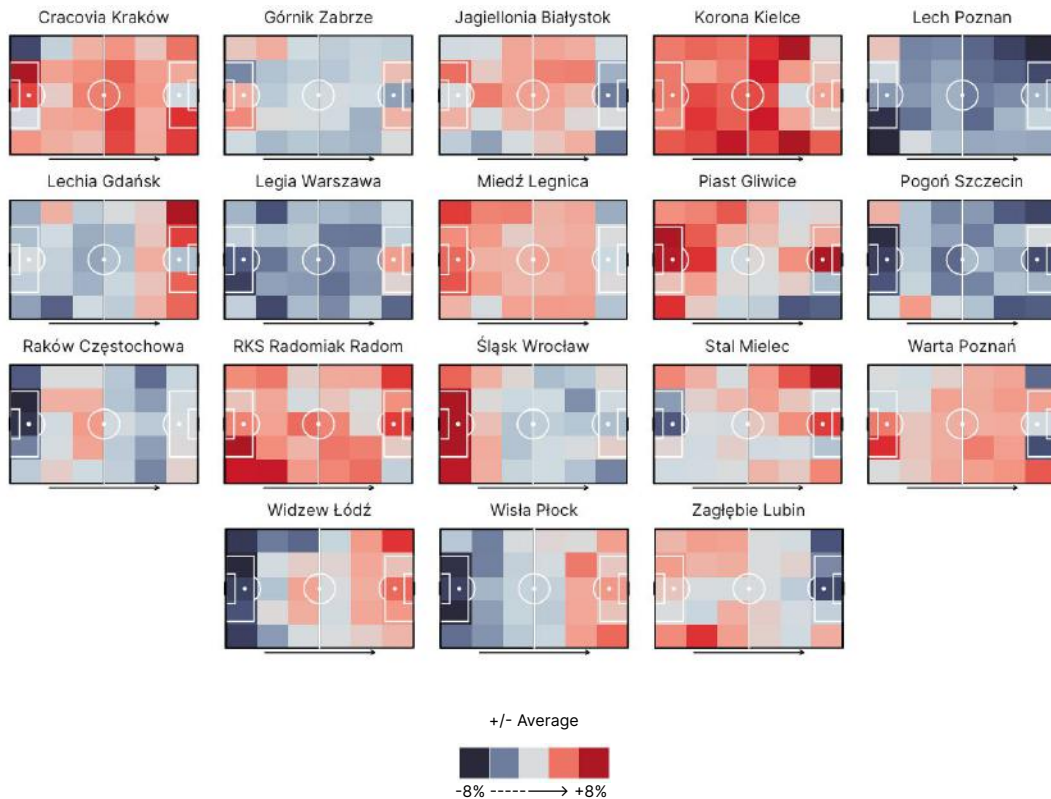 Cracovia Kraków
Górnik Zabrze
Jagiellonia Białystok
Korona Kielce
Lech Poznan
Lechia Gdańsk
Legia Warszawa
Miedź Legnica
Piast Gliwice
Pogoń Szczecin
Raków Częstochowa
RKS Radomiak Radom
Śląsk Wrocław
Stal Mielec
Warta Poznań
Widzew Łódź
Wisła Płock
Zagłębie Lubin
+/- Average
-8% +8%